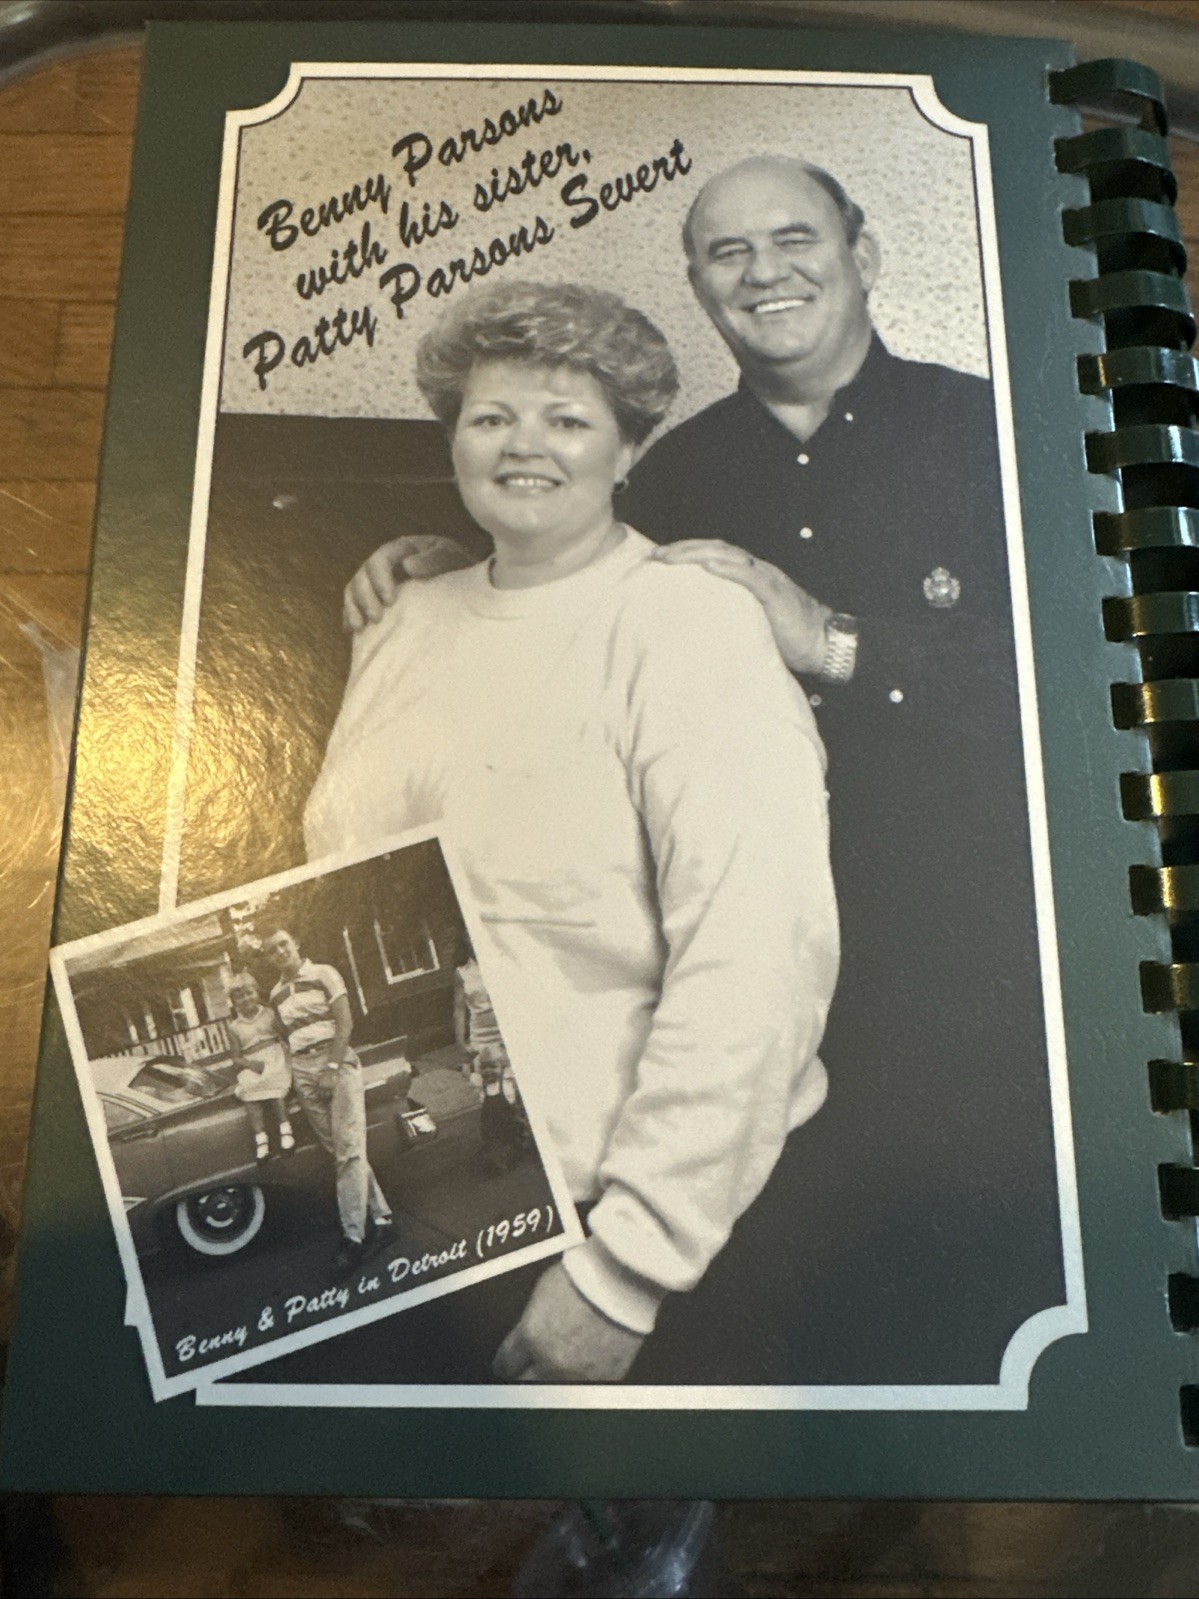 Benny Parsons
with his sister,
Patty Parsons Severt
Benny & Patty in Detroit (1959)